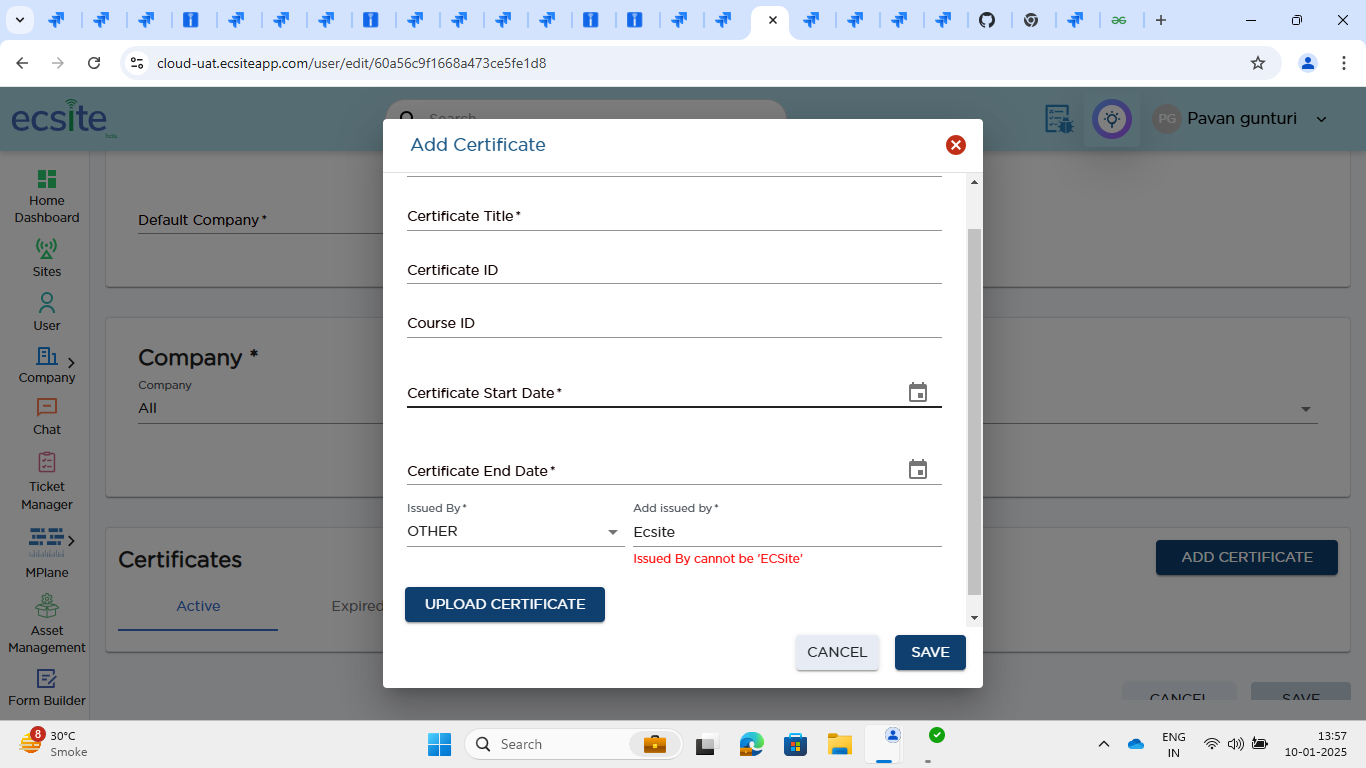 cloud-uat.ecsiteapp.com/user/edit/60a56c9f1668a473ce5fe1d8
ecsite
beta
Search
PG Pavan gunturi
Home
Dashboard
Sites
User
Company
Chat
Ticket
Manager
MPlane
Asset
Management
Form Builder
Default Company*
Company *
Company
All
Certificates
ADD CERTIFICATE
Active
Expired
CANCEL
SAVE
Add Certificate
Certificate Title*
Certificate ID
Course ID
Certificate Start Date*
Certificate End Date*
Issued By*
OTHER
Add issued by*
Ecsite
Issued By cannot be 'ECSite'
UPLOAD CERTIFICATE
CANCEL
SAVE
8
30°C
Smoke
Search
ENG
IN
13:57
10-01-2025